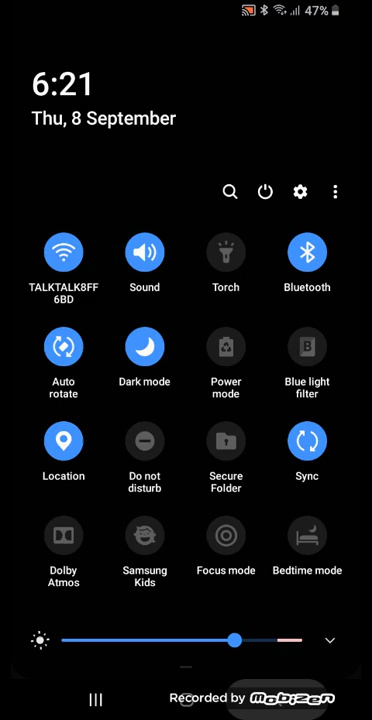 47%
6:21
Thu, 8 September
TALKTALK8FF
6BD
Sound
Torch
Bluetooth
Auto
rotate
Dark mode
Power
mode
Blue light
filter
Location
Do not
disturb
Secure
Folder
Sync
Dolby
Atmos
Samsung
Kids
Focus mode
Bedtime mode
Recorded by Mobizen